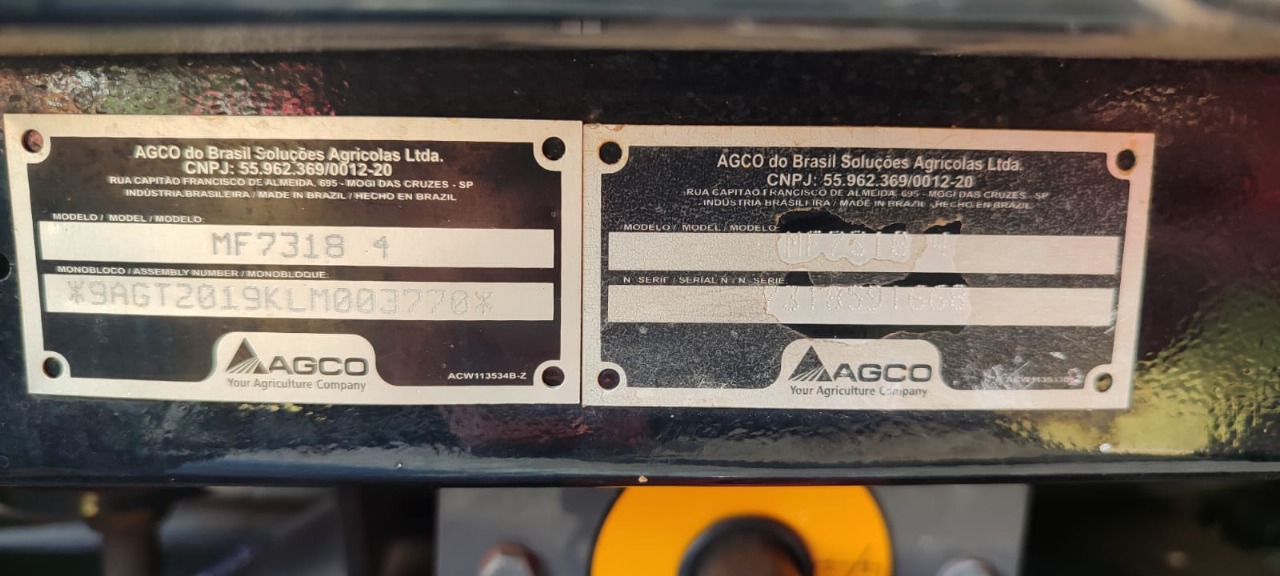 AGCO do Brasil Soluções Agrícolas Ltda.
CNPJ: 55.962.369/0012-20
RUA CAPITÃO FRANCISCO DE ALMEIDA, 695 - MOGI DAS CRUZES - SP
INDÚSTRIA BRASILEIRA / MADE IN BRAZIL / HECHO EN BRAZIL
MODELO / MODEL / MODELO:
MF7318 4
MONOBLOCO / ASSEMBLY NUMBER / MONOBLOQUE:
*9AGT2019KLM003770*
AGCO
Your Agriculture Company
ACW113534B-Z
AGCO do Brasil Soluções Agrícolas Ltda.
CNPJ: 55.962.369/0012-20
RUA CAPITÃO FRANCISCO DE ALMEIDA, 695 - MOGI DAS CRUZES - SP
INDÚSTRIA BRASILEIRA / MADE IN BRAZIL / HECHO EN BRAZIL
MODELO / MODEL / MODELO
N. SERIE / SERIAL N / N. SERIE
AGCO
Your Agriculture Company